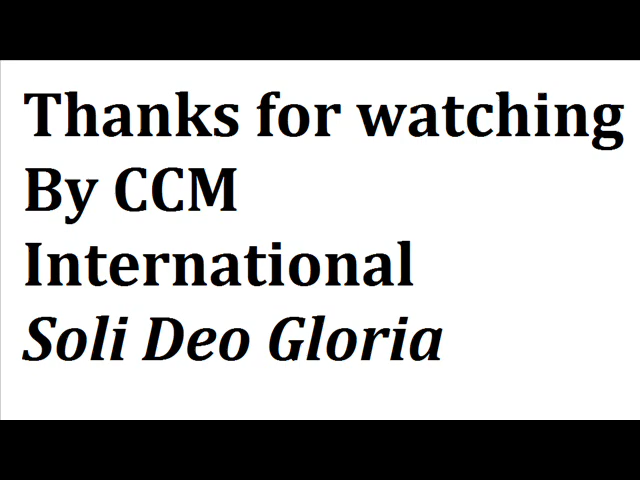 Thanks for watching
By CCM
International
Soli Deo Gloria